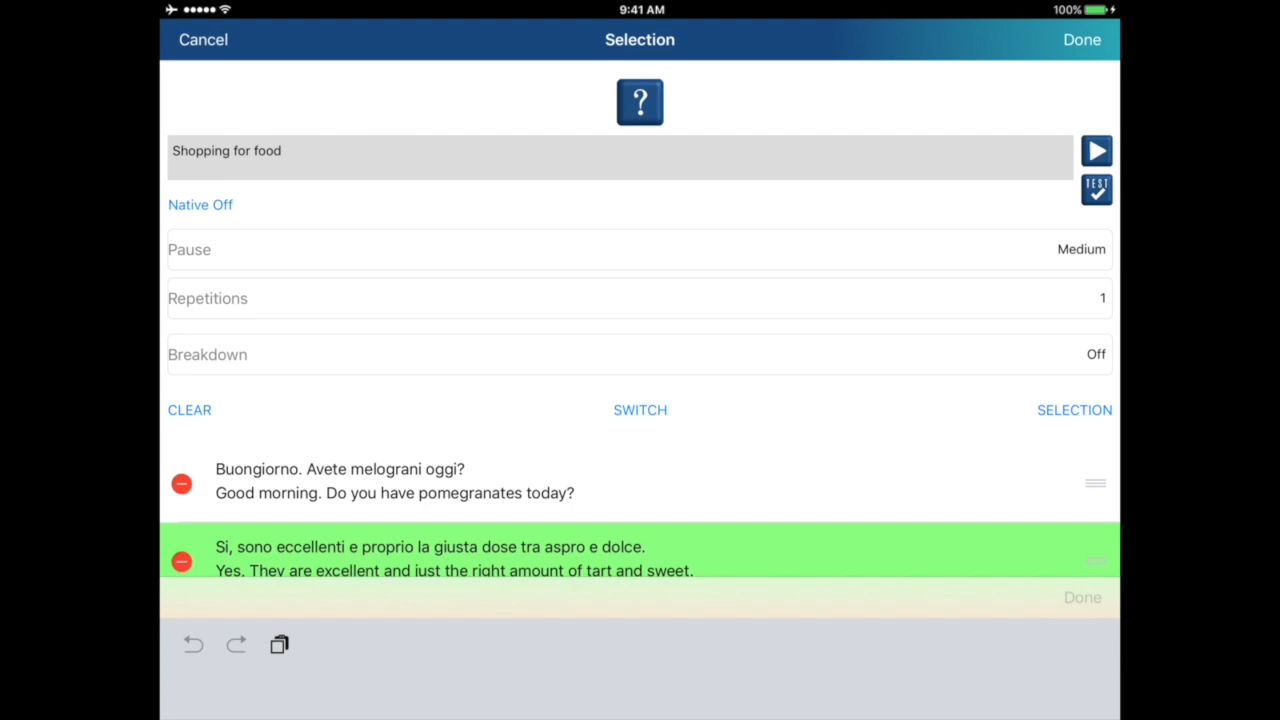 9:41 AM
100%
Cancel
Selection
Done
?
Shopping for food
TEST
Native Off
Pause
Medium
Repetitions
1
Breakdown
Off
CLEAR
SWITCH
SELECTION
Buongiorno. Avete melograni oggi?
Good morning. Do you have pomegranates today?
Si, sono eccellenti e proprio la giusta dose tra aspro e dolce.
Yes. They are excellent and just the right amount of tart and sweet.
Done